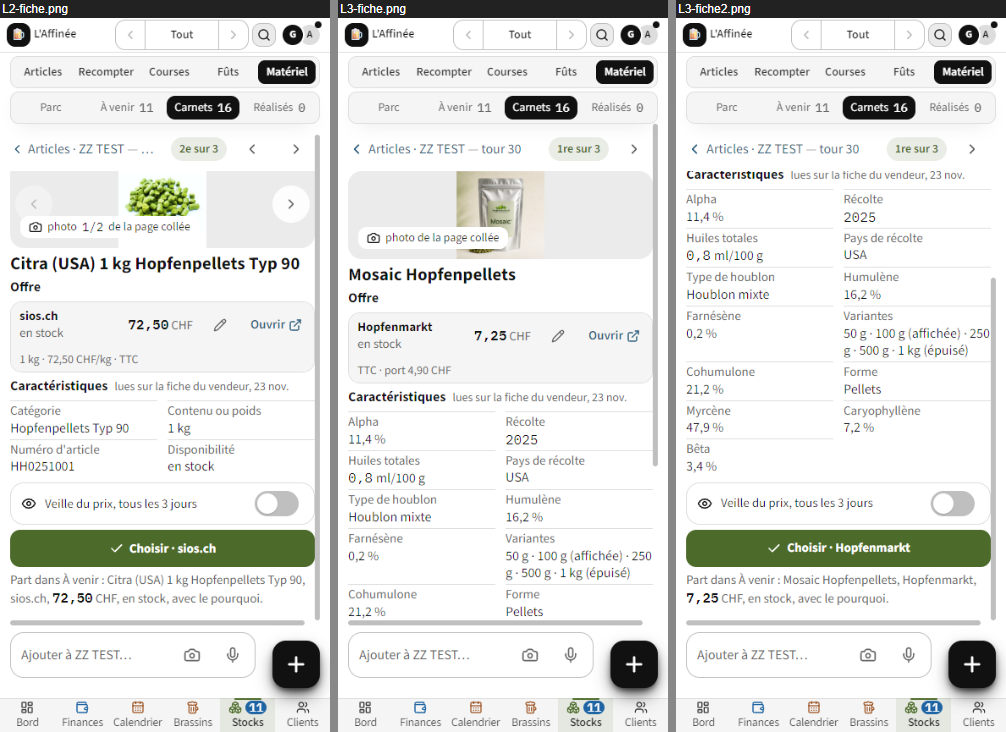 L2-fiche.png
L'Affinée
Tout
G A
Articles Recompter Courses Fûts Matériel
Parc À venir 11 Carnets 16 Réalisés 0
Articles · ZZ TEST — ... 2e sur 3
photo 1/2 de la page collée
Citra (USA) 1 kg Hopfenpellets Typ 90
Offre
sios.ch
en stock
72,50 CHF
Ouvrir
1 kg · 72,50 CHF/kg · TTC
Caractéristiques lues sur la fiche du vendeur, 23 nov.
Catégorie Contenu ou poids
Hopfenpellets Typ 90 1 kg
Numéro d'article Disponibilité
HH0251001 en stock
Veille du prix, tous les 3 jours
Choisir · sios.ch
Part dans À venir : Citra (USA) 1 kg Hopfenpellets Typ 90,
sios.ch, 72,50 CHF, en stock, avec le pourquoi.
Ajouter à ZZ TEST...
+
Bord Finances Calendrier Brassins Stocks 11 Clients
L3-fiche.png
L'Affinée
Tout
G A
Articles Recompter Courses Fûts Matériel
Parc À venir 11 Carnets 16 Réalisés 0
Articles · ZZ TEST — tour 30 1re sur 3
Mosaic
photo de la page collée
Mosaic Hopfenpellets
Offre
Hopfenmarkt
en stock
7,25 CHF
Ouvrir
TTC · port 4,90 CHF
Caractéristiques lues sur la fiche du vendeur, 23 nov.
Alpha Récolte
11,4 % 2025
Huiles totales Pays de récolte
0,8 ml/100 g USA
Type de houblon Humulène
Houblon mixte 16,2 %
Farnésène Variantes
0,2 % 50 g · 100 g (affichée) · 250
g · 500 g · 1 kg (épuisé)
Cohumulone Forme
21,2 % Pellets
Ajouter à ZZ TEST...
+
Bord Finances Calendrier Brassins Stocks 11 Clients
L3-fiche2.png
L'Affinée
Tout
G A
Articles Recompter Courses Fûts Matériel
Parc À venir 11 Carnets 16 Réalisés 0
Articles · ZZ TEST — tour 30 1re sur 3
Caractéristiques lues sur la fiche du vendeur, 23 nov.
Alpha Récolte
11,4 % 2025
Huiles totales Pays de récolte
0,8 ml/100 g USA
Type de houblon Humulène
Houblon mixte 16,2 %
Farnésène Variantes
0,2 % 50 g · 100 g (affichée) · 250
g · 500 g · 1 kg (épuisé)
Cohumulone Forme
21,2 % Pellets
Myrcène Caryophyllène
47,9 % 7,2 %
Bêta
3,4 %
Veille du prix, tous les 3 jours
Choisir · Hopfenmarkt
Part dans À venir : Mosaic Hopfenpellets, Hopfenmarkt,
7,25 CHF, en stock, avec le pourquoi.
Ajouter à ZZ TEST...
+
Bord Finances Calendrier Brassins Stocks 11 Clients